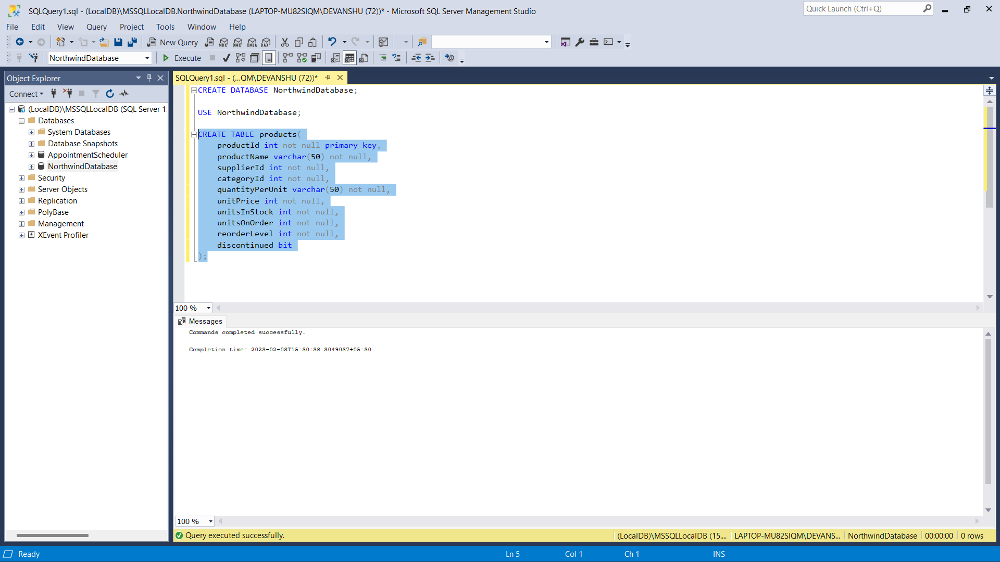 SQLQuery1.sql - (LocalDB)\MSSQLLocalDB.NorthwindDatabase (LAPTOP-MU82SIQM\DEVANSHU (72))* - Microsoft SQL Server Management Studio
Quick Launch (Ctrl+Q)
File Edit View Query Project Tools Window Help
New Query MDX DMX XMLA DAX
NorthwindDatabase Execute
Object Explorer
Connect
(LocalDB)\MSSQLLocalDB (SQL Server 15
Databases
System Databases
Database Snapshots
AppointmentScheduler
NorthwindDatabase
Security
Server Objects
Replication
PolyBase
Management
XEvent Profiler
SQLQuery1.sql - (...QM\DEVANSHU (72))*
CREATE DATABASE NorthwindDatabase;
USE NorthwindDatabase;
CREATE TABLE products(
productId int not null primary key,
productName varchar(50) not null,
supplierId int not null,
categoryId int not null,
quantityPerUnit varchar(50) not null,
unitPrice int not null,
unitsInStock int not null,
unitsOnOrder int not null,
reorderLevel int not null,
discontinued bit
);
100 %
Messages
Commands completed successfully.
Completion time: 2023-02-03T15:30:38.3049037+05:30
100 %
Query executed successfully. (LocalDB)\MSSQLLocalDB (15.... LAPTOP-MU82SIQM\DEVANS... NorthwindDatabase 00:00:00 0 rows
Ready Ln 5 Col 1 Ch 1 INS